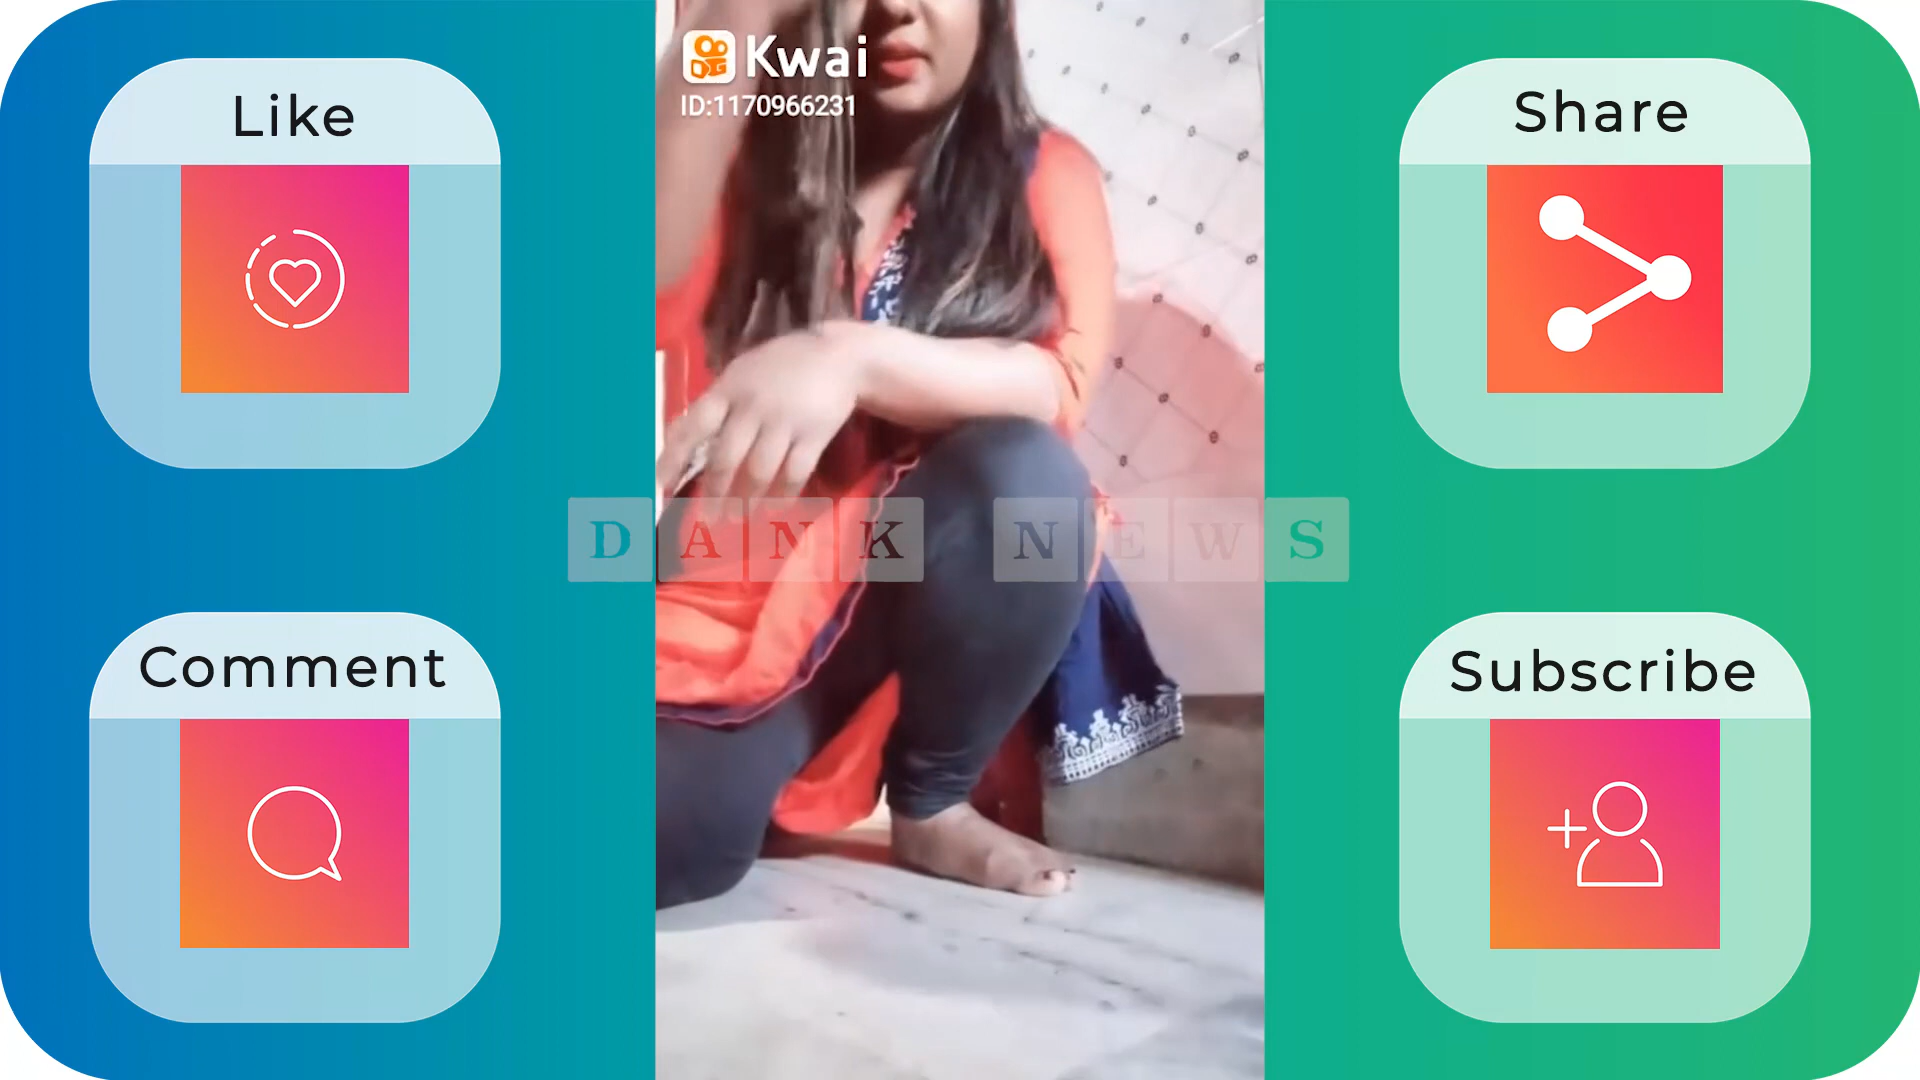 Like
Kwai
ID:1170966231
Share
DANK NEWS
Comment
Subscribe